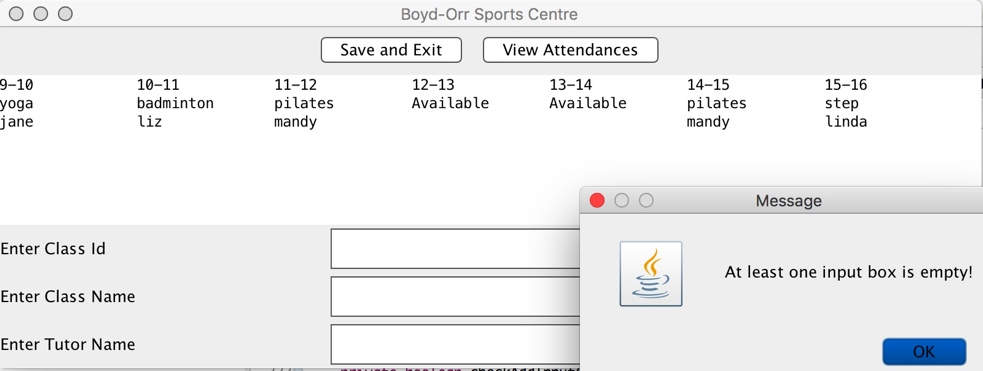 Boyd-Orr Sports Centre
Save and Exit View Attendances
9-10 10-11 11-12 12-13 13-14 14-15 15-16
yoga badminton pilates Available Available pilates step
jane liz mandy mandy linda
Message
At least one input box is empty!
OK
Enter Class Id
Enter Class Name
Enter Tutor Name
private boolean